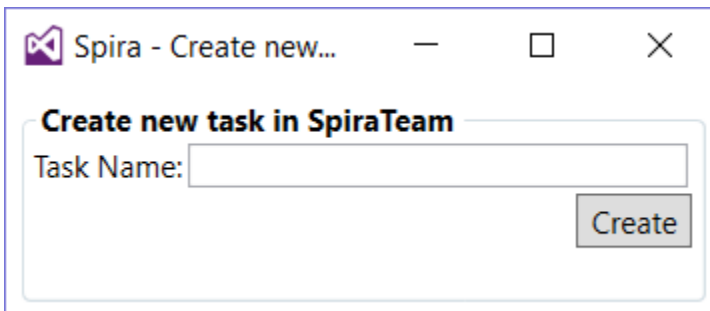 Spira - Create new...
Create new task in SpiraTeam
Task Name:
Create